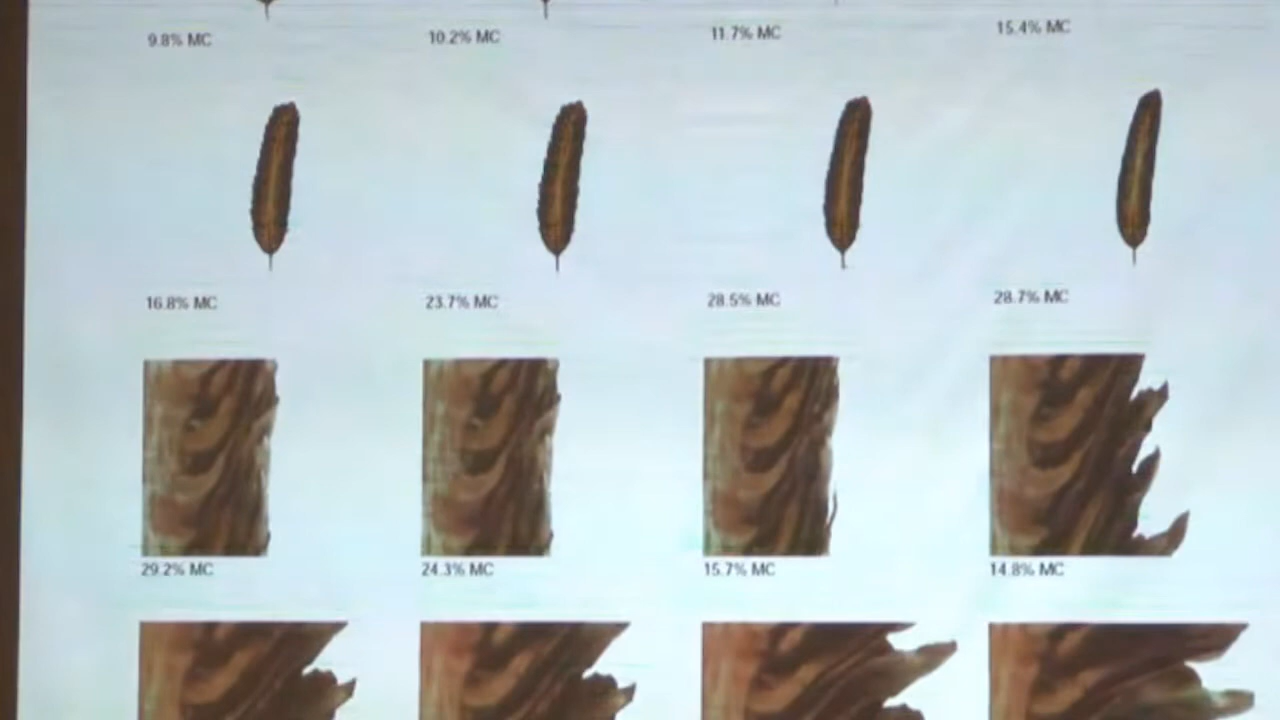 9.8% MC
10.2% MC
11.7% MC
15.4% MC
16.8% MC
23.7% MC
28.5% MC
28.7% MC
29.2% MC
24.3% MC
15.7% MC
14.8% MC